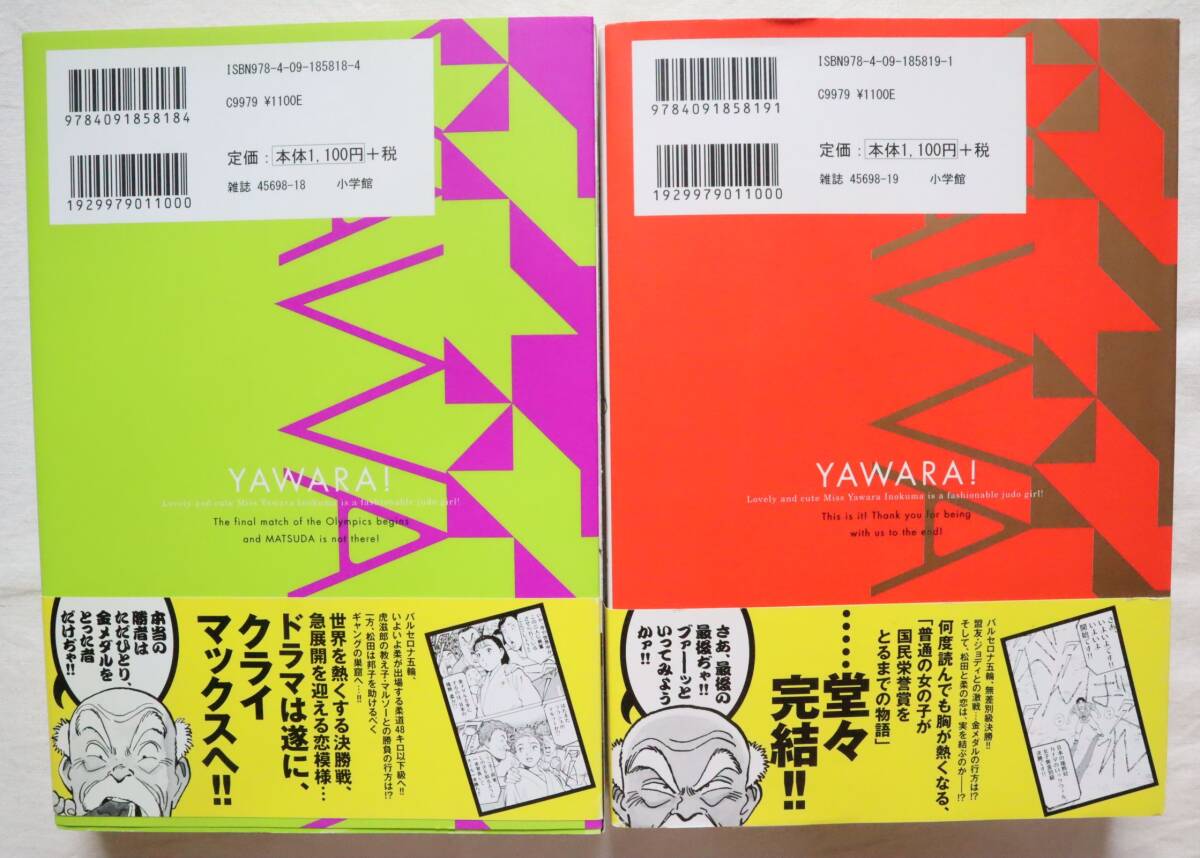 ISBN978-4-09-185818-4
C9979 ¥1100E
9784091858184
定価：本体1,100円＋税
雑誌 45698-18 小学館
1929979011000
YAWARA!
Lovely and cute Miss Yawara Inokuma is a fashionable judo girl!
The final match of the Olympics begins
and MATSUDA is not there!
バルセロナ五輪、
いよいよ柔が出場する柔道48キロ以下級へ!!
虎滋郎の教え子・マルソーとの勝負の行方は!?
一方、松田は邦子を助けるべく
ギャングの巣窟へ…!!
世界を熱くする決勝戦、
急展開を迎える恋模様…
ドラマは遂に、
クライ
マックスへ!!
本当の
勝者は
ただひとり、
金メダルを
とった者
だけぢゃ!!
ISBN978-4-09-185819-1
C9979 ¥1100E
9784091858191
定価：本体1,100円＋税
雑誌 45698-19 小学館
1929979011000
YAWARA!
Lovely and cute Miss Yawara Inokuma is a fashionable judo girl!
This is it! Thank you for being
with us to the end!
バルセロナ五輪、無差別級決勝!!
盟友・ジョディとの激戦…金メダルの行方は!?
そして、松田と柔の恋は、実を結ぶのか──!?
何度読んでも胸が熱くなる、
「普通の女の子が
国民栄誉賞を
とるまでの物語」
……堂々
完結!!
さあ、最後の
最後ぢゃ!!
ブァーーッと
いってみよう
かァ!!